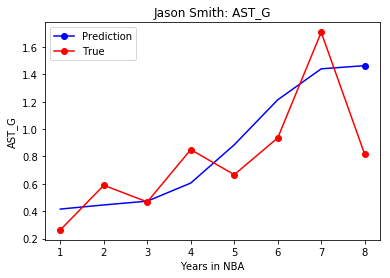 Jason Smith: AST_G
Prediction
True
AST_G
1.6
1.4
1.2
1.0
0.8
0.6
0.4
0.2
1 2 3 4 5 6 7 8
Years in NBA